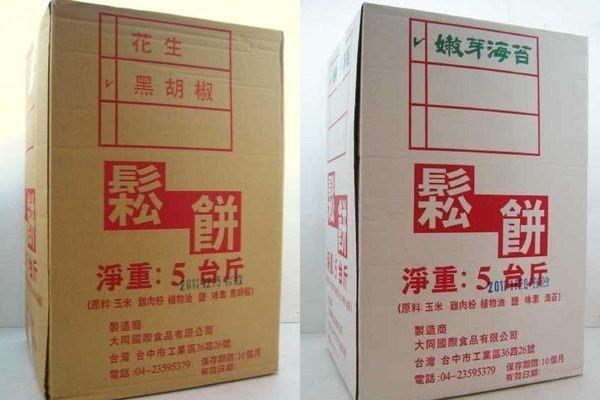 花生
✓ 黑胡椒
鬆餅
淨重：5台斤
(原料:玉米 雞肉粉 植物油 鹽 味素 黑胡椒)
製造商
大同國際食品有限公司
台灣 台中市工業區36路26號
電話:04-23595379
保存期限:10個月
有效日期:
✓ 嫩芽海苔
鬆餅
淨重：5台斤
(原料:玉米 雞肉粉 植物油 鹽 味素 海苔)
製造商
大同國際食品有限公司
台灣 台中市工業區36路26號
電話:04-23595379
保存期限:10個月
有效日期: